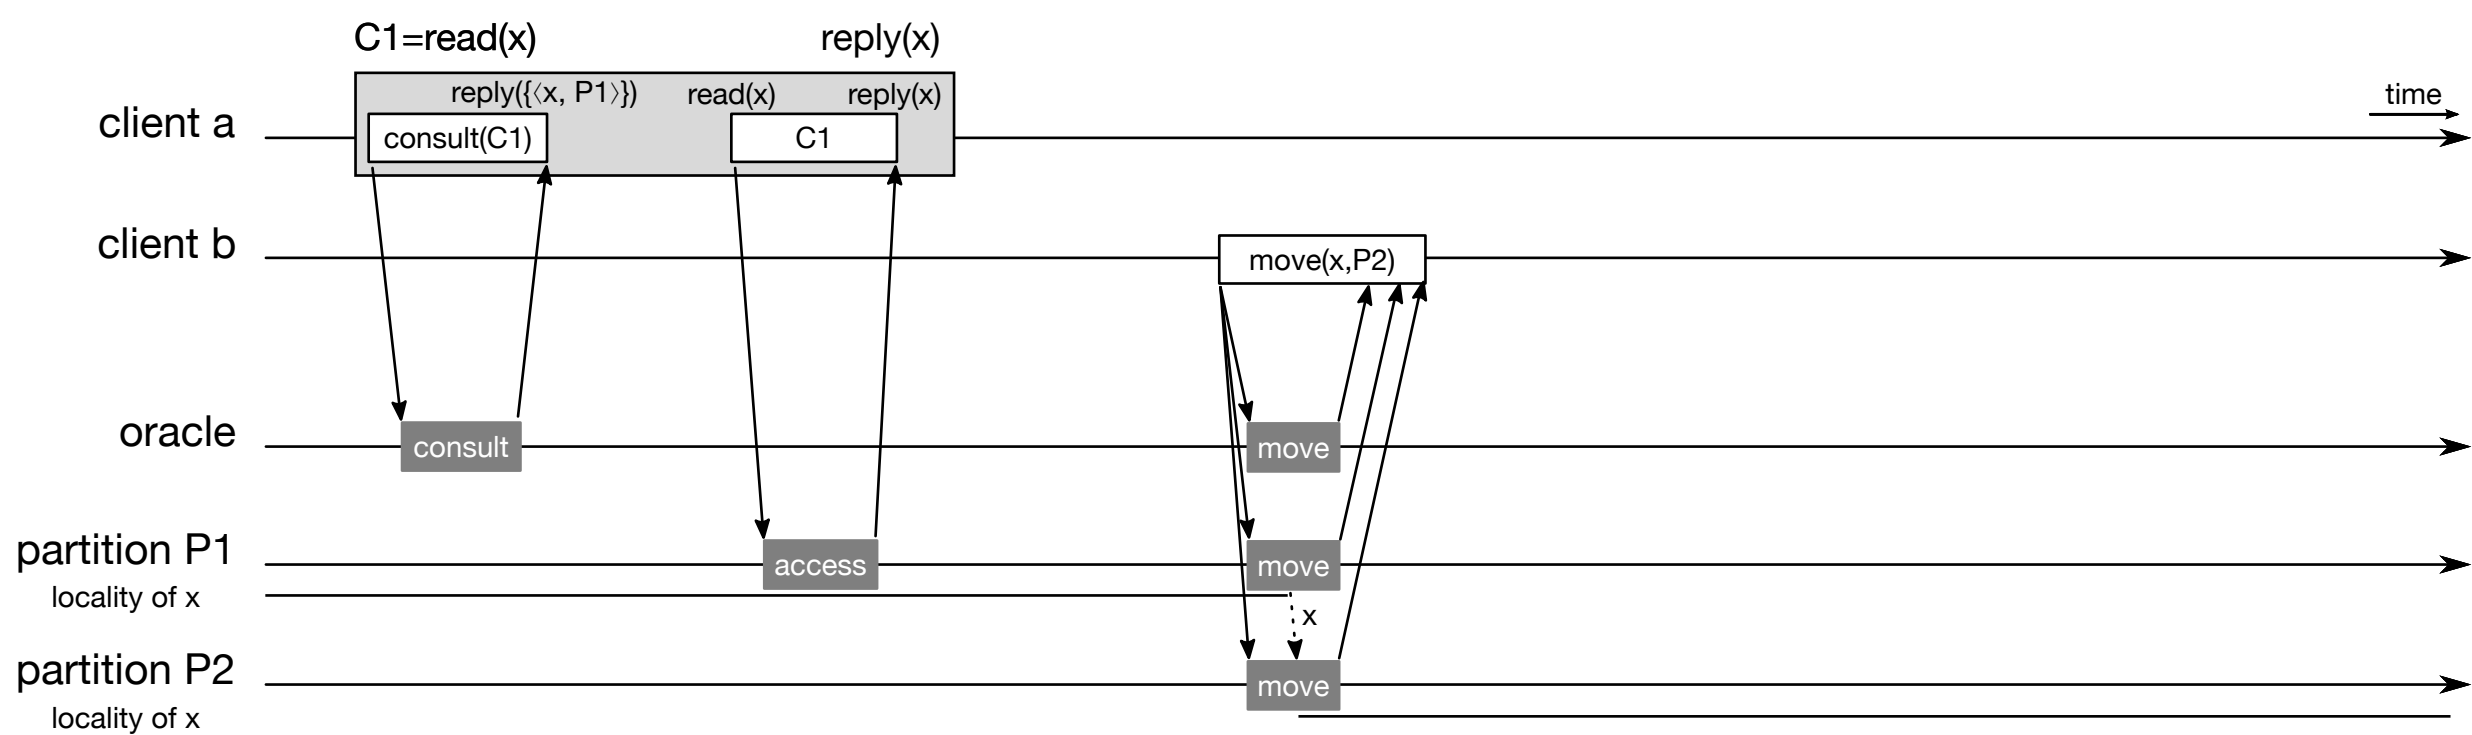 C1=read(x) reply(x)
reply({⟨x, P1⟩}) read(x) reply(x)
time
client a
consult(C1) C1
client b
move(x,P2)
oracle
consult move
partition P1
access move
locality of x
x
partition P2
move
locality of x